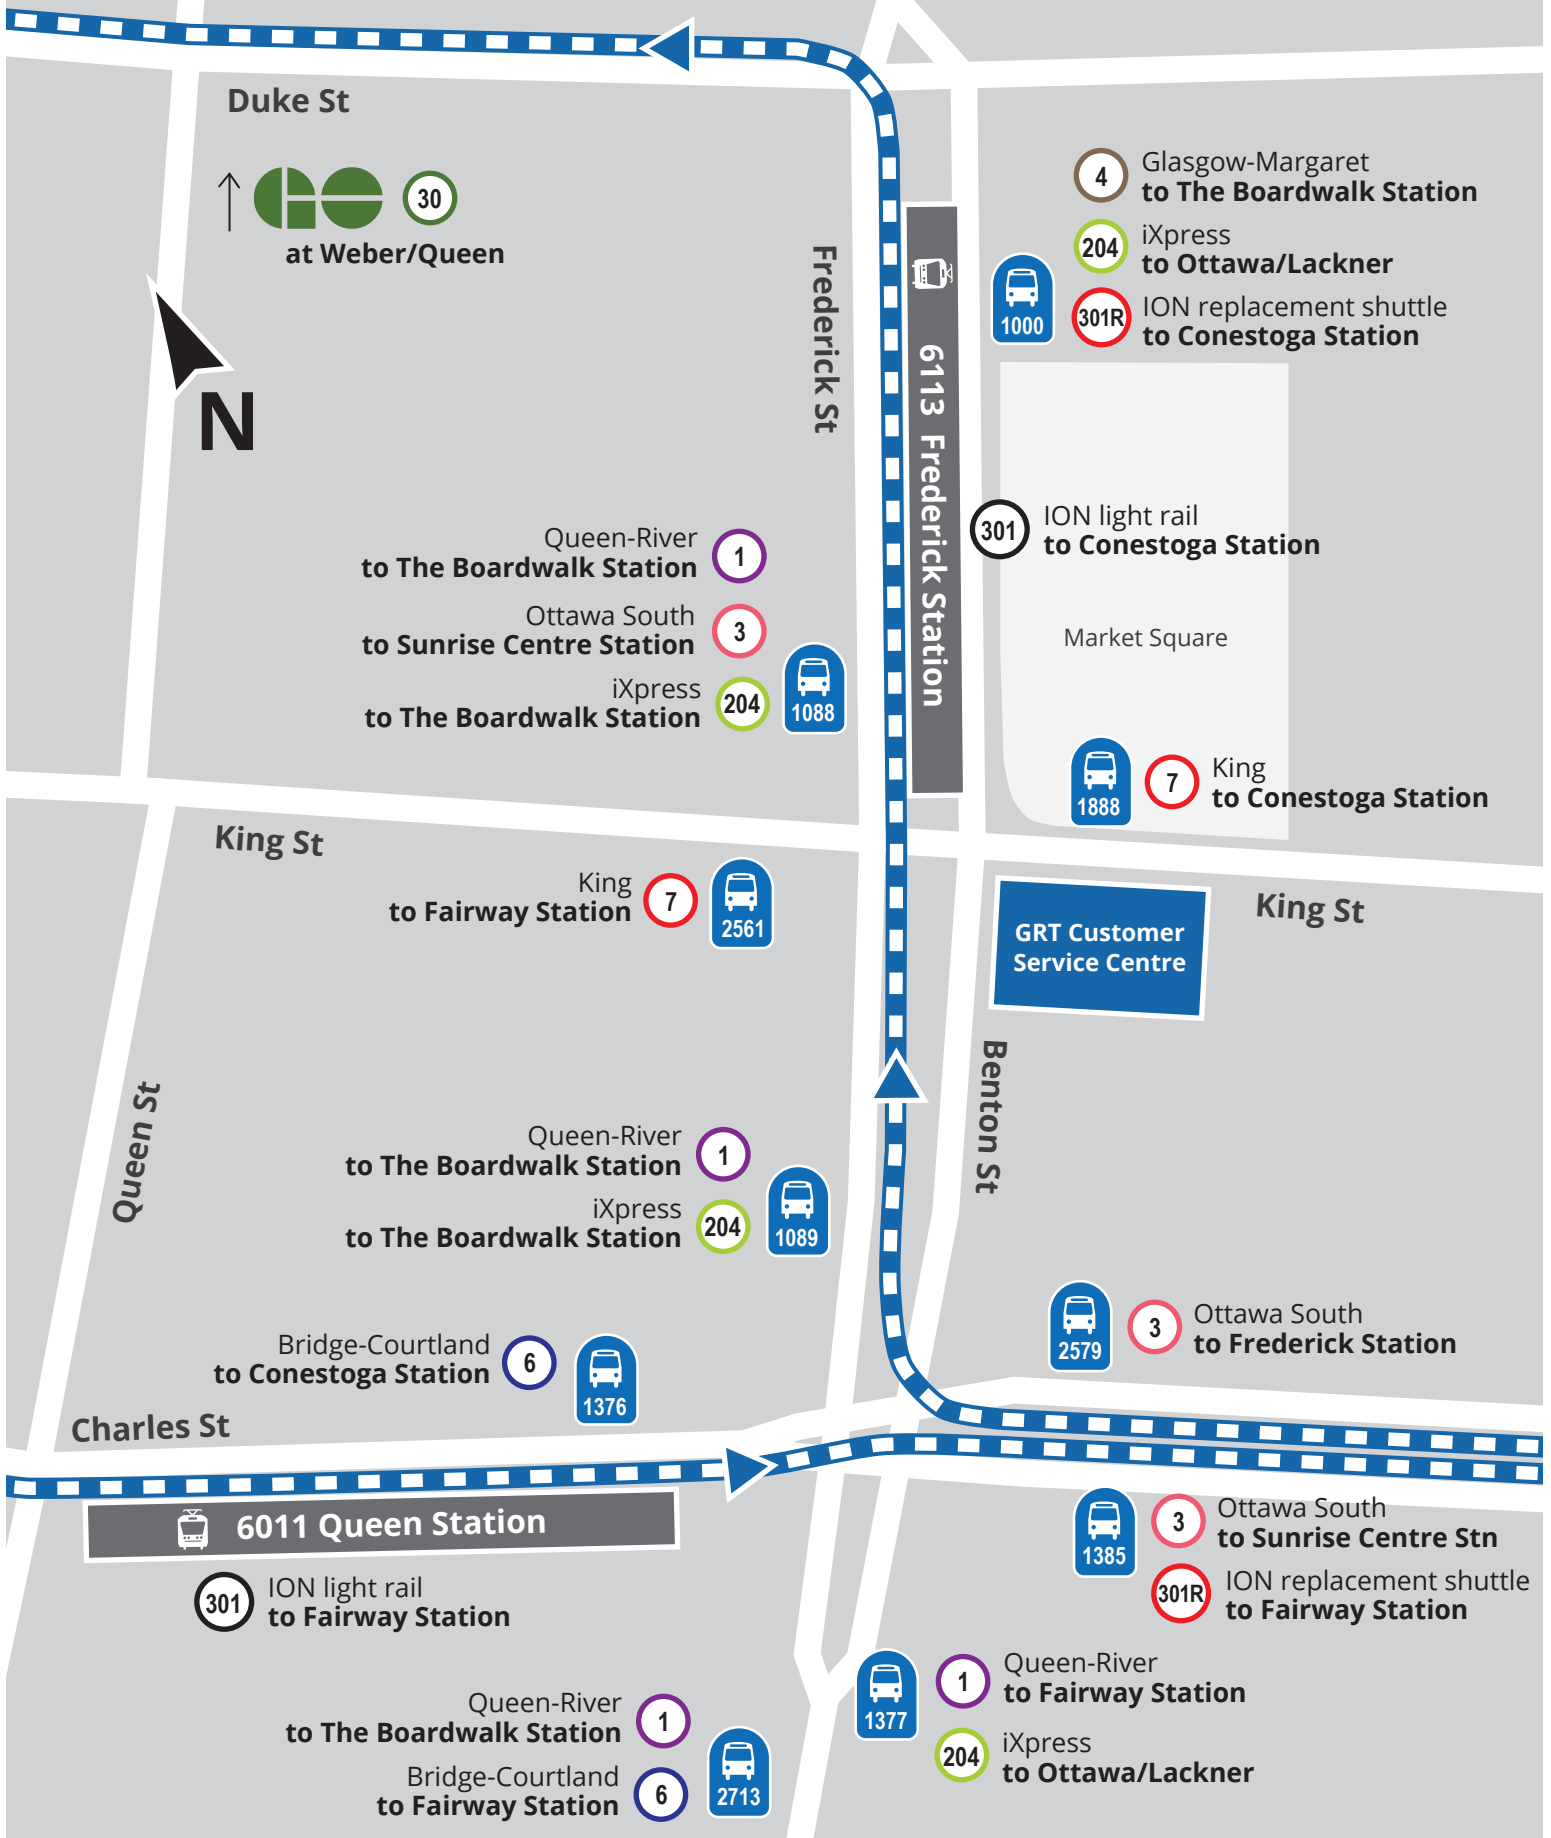 Duke St
GO
30
at Weber/Queen
N
Frederick St
6113 Frederick Station
4
Glasgow-Margaret
to The Boardwalk Station
204
iXpress
to Ottawa/Lackner
301R
ION replacement shuttle
to Conestoga Station
1000
301
ION light rail
to Conestoga Station
Market Square
Queen-River
to The Boardwalk Station
1
Ottawa South
to Sunrise Centre Station
3
iXpress
to The Boardwalk Station
204
1088
1888
7
King
to Conestoga Station
King St
King
to Fairway Station
7
2561
GRT Customer
Service Centre
King St
Queen St
Benton St
Queen-River
to The Boardwalk Station
1
iXpress
to The Boardwalk Station
204
1089
2579
3
Ottawa South
to Frederick Station
Bridge-Courtland
to Conestoga Station
6
1376
Charles St
6011 Queen Station
301
ION light rail
to Fairway Station
1385
3
Ottawa South
to Sunrise Centre Stn
301R
ION replacement shuttle
to Fairway Station
1377
1
Queen-River
to Fairway Station
204
iXpress
to Ottawa/Lackner
Queen-River
to The Boardwalk Station
1
Bridge-Courtland
to Fairway Station
6
2713